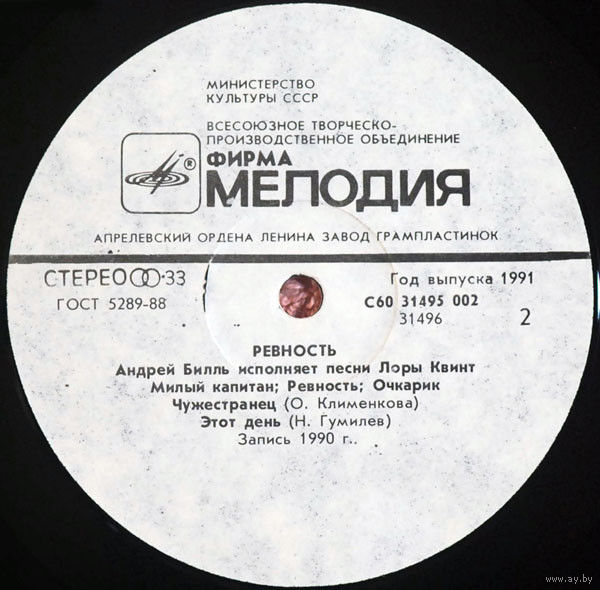 МИНИСТЕРСТВО
КУЛЬТУРЫ СССР
ВСЕСОЮЗНОЕ ТВОРЧЕСКО-
ПРОИЗВОДСТВЕННОЕ ОБЪЕДИНЕНИЕ
®
ФИРМА
МЕЛОДИЯ
АПРЕЛЕВСКИЙ ОРДЕНА ЛЕНИНА ЗАВОД ГРАМПЛАСТИНОК
СТЕРЕО 33
Год выпуска 1991
ГОСТ 5289-88
С60 31495 002
31496
2
РЕВНОСТЬ
Андрей Билль исполняет песни Лоры Квинт
Милый капитан; Ревность; Очкарик
Чужестранец (О. Клименкова)
Этот день (Н. Гумилев)
Запись 1990 г..
www.ay.by